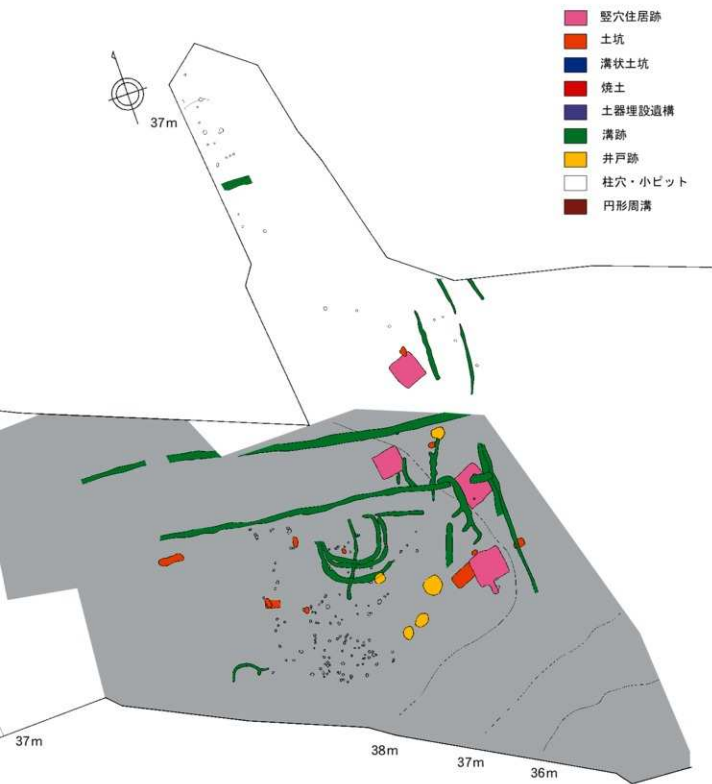 竪穴住居跡
土坑
溝状土坑
焼土
土器埋設遺構
溝跡
井戸跡
柱穴・小ピット
円形周溝
37m
37m
38m
37m
36m